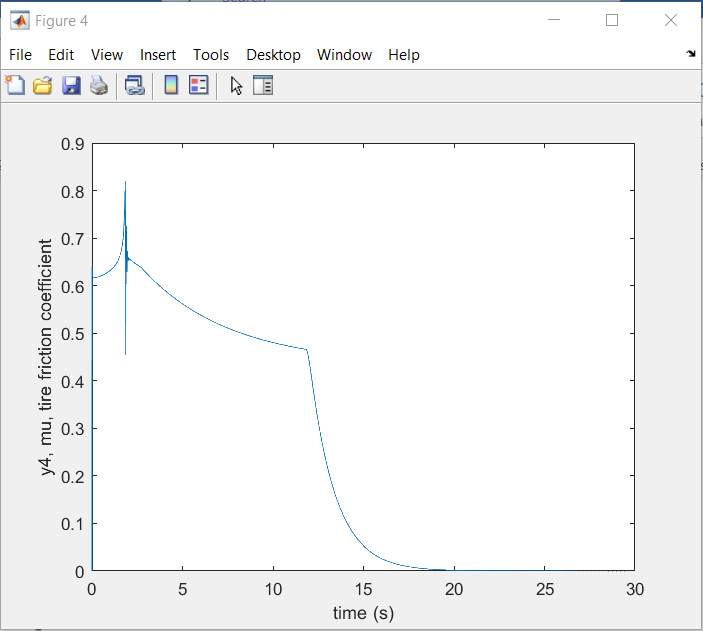 Figure 4
File Edit View Insert Tools Desktop Window Help
0.9
0.8
0.7
0.6
0.5
0.4
0.3
0.2
0.1
0
y4, mu, tire friction coefficient
0 5 10 15 20 25 30
time (s)